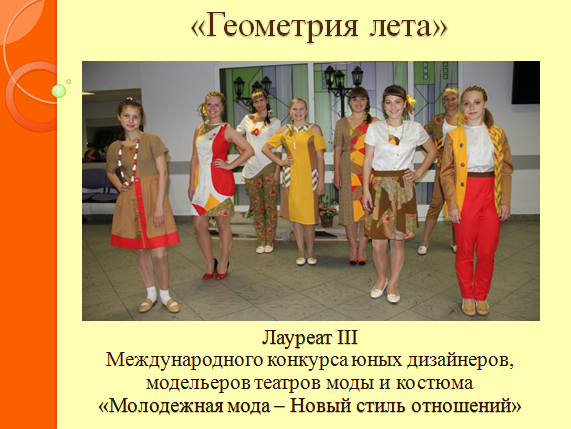 «Геометрия лета»
Лауреат III
Международного конкурса юных дизайнеров,
модельеров театров моды и костюма
«Молодежная мода – Новый стиль отношений»